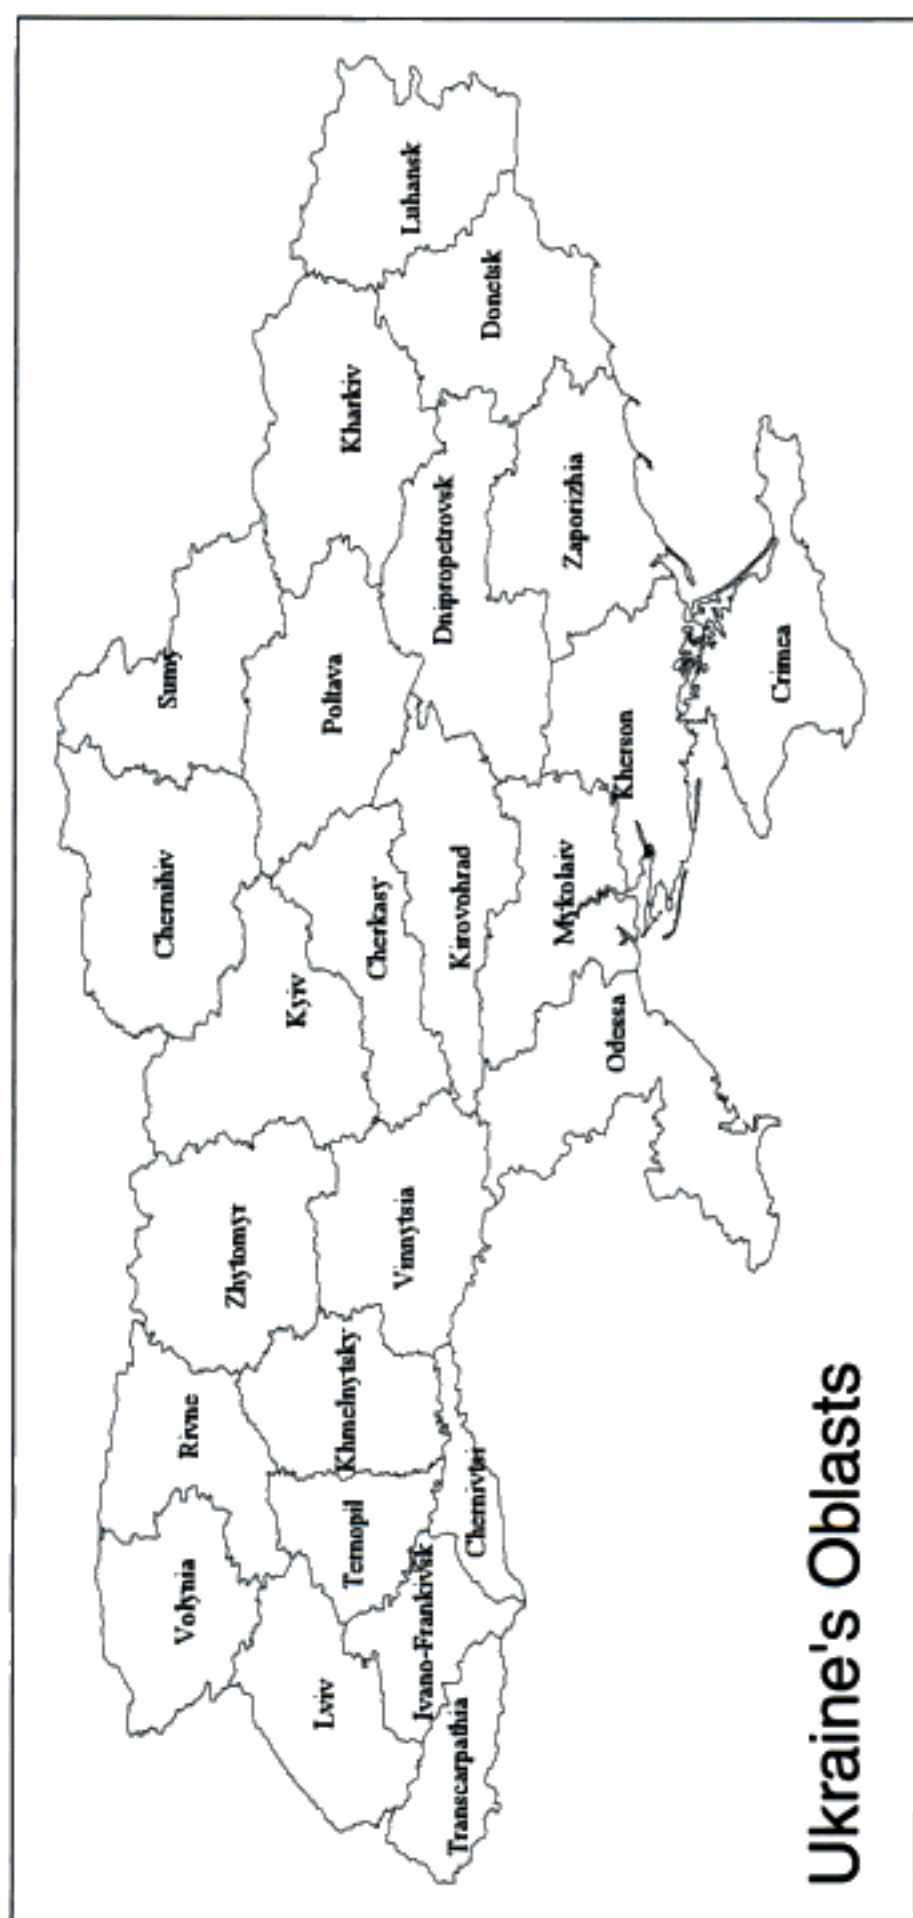 Volynia
Rivne
Zhytomyr
Chernihiv
Sumy
Lviv
Ternopil
Khmelnytsky
Kyiv
Poltava
Kharkiv
Luhansk
Transcarpathia
Ivano-Frankivsk
Chernivtsi
Vinnytsia
Cherkasy
Kirovohrad
Dnipropetrovsk
Donetsk
Odessa
Mykolaiv
Kherson
Zaporizhia
Crimea
Ukraine's Oblasts